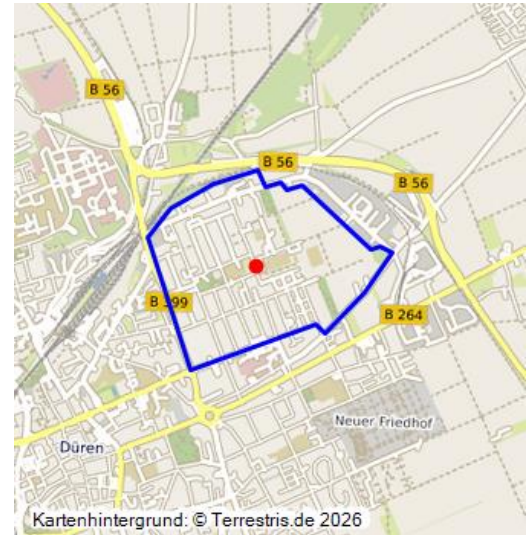 B 56
B 56
B 56
B 399
B 264
Neuer Friedhof
Düren
Kartenhintergrund: © Terrestris.de 2026